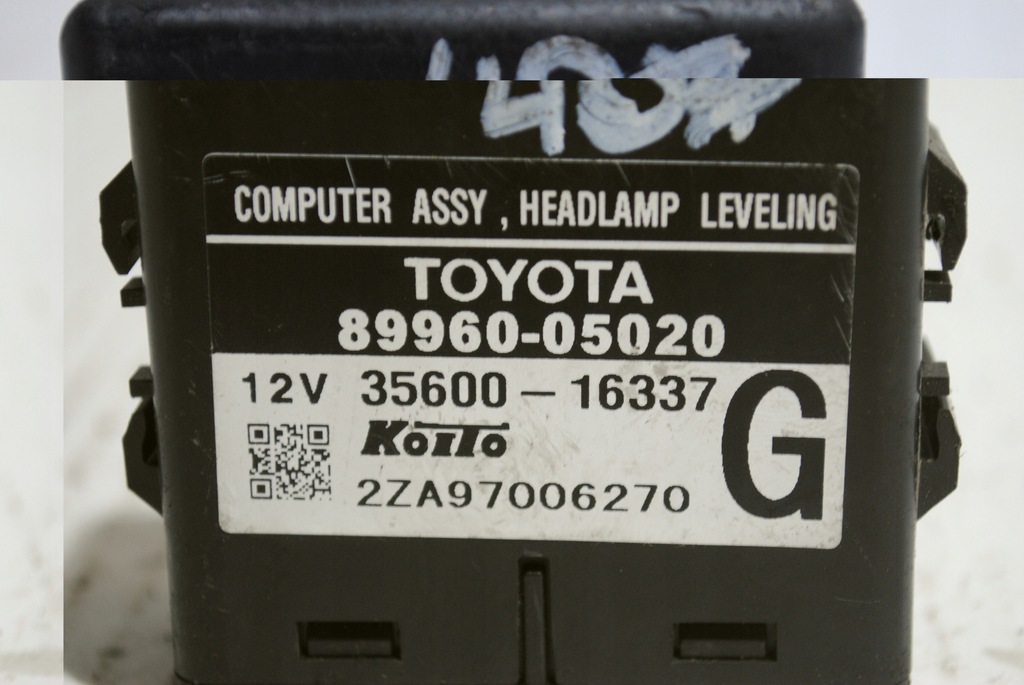 COMPUTER ASSY , HEADLAMP LEVELING
TOYOTA
89960-05020
12V 35600-16337
G
KOITO
2ZA97006270